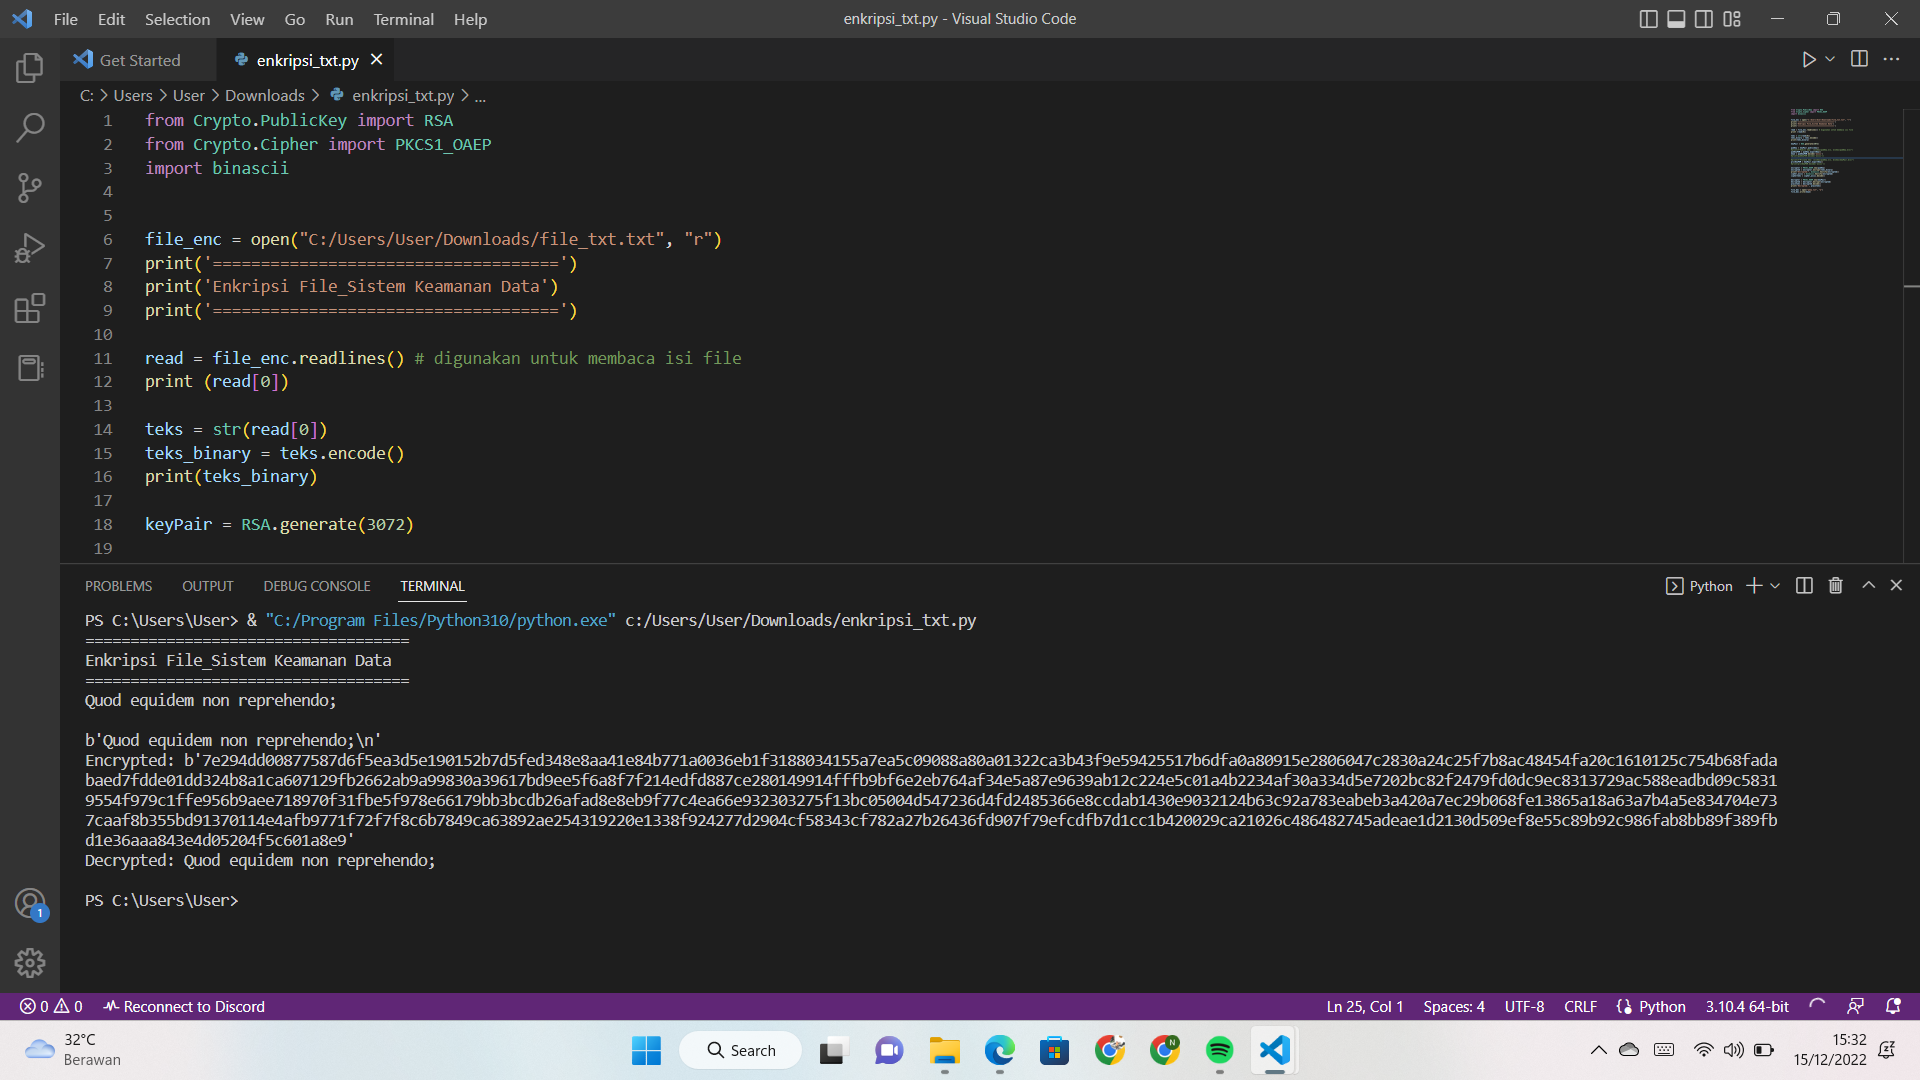 File Edit Selection View Go Run Terminal Help
enkripsi_txt.py - Visual Studio Code
Get Started
enkripsi_txt.py
C: > Users > User > Downloads > enkripsi_txt.py > ...
1 from Crypto.PublicKey import RSA
2 from Crypto.Cipher import PKCS1_OAEP
3 import binascii
4
5
6 file_enc = open("C:/Users/User/Downloads/file_txt.txt", "r")
7 print('====================================')
8 print('Enkripsi File_Sistem Keamanan Data')
9 print('====================================')
10
11 read = file_enc.readlines() # digunakan untuk membaca isi file
12 print (read[0])
13
14 teks = str(read[0])
15 teks_binary = teks.encode()
16 print(teks_binary)
17
18 keyPair = RSA.generate(3072)
19
PROBLEMS OUTPUT DEBUG CONSOLE TERMINAL
Python
PS C:\Users\User> & "C:/Program Files/Python310/python.exe" c:/Users/User/Downloads/enkripsi_txt.py
====================================
Enkripsi File_Sistem Keamanan Data
====================================
Quod equidem non reprehendo;
b'Quod equidem non reprehendo;\n'
Encrypted: b'7e294dd00877587d6f5ea3d5e190152b7d5fed348e8aa41e84b771a0036eb1f3188034155a7ea5c09088a80a01322ca3b43f9e59425517b6dfa0a80915e2806047c2830a24c25f7b8ac48454fa20c1610125c754b68fada
baed7fdde01dd324b8a1ca607129fb2662ab9a99830a39617bd9ee5f6a8f7f214edfd887ce280149914fffb9bf6e2eb764af34e5a87e9639ab12c224e5c01a4b2234af30a334d5e7202bc82f2479fd0dc9ec8313729ac588eadbd09c5831
9554f979c1ffe956b9aee718970f31fbe5f978e66179bb3bcdb26afad8e8eb9f77c4ea66e932303275f13bc05004d547236d4fd2485366e8ccdab1430e9032124b63c92a783eabeb3a420a7ec29b068fe13865a18a63a7b4a5e834704e73
7caaf8b355bd91370114e4afb9771f72f7f8c6b7849ca63892ae254319220e1338f924277d2904cf58343cf782a27b26436fd907f79efcdfb7d1cc1b420029ca21026c486482745adeae1d2130d509ef8e55c89b92c986fab8bb89f389fb
d1e36aaa843e4d05204f5c601a8e9'
Decrypted: Quod equidem non reprehendo;
PS C:\Users\User>
1
0 0 Reconnect to Discord
Ln 25, Col 1 Spaces: 4 UTF-8 CRLF Python 3.10.4 64-bit
32°C
Berawan
Search
N
15:32
15/12/2022